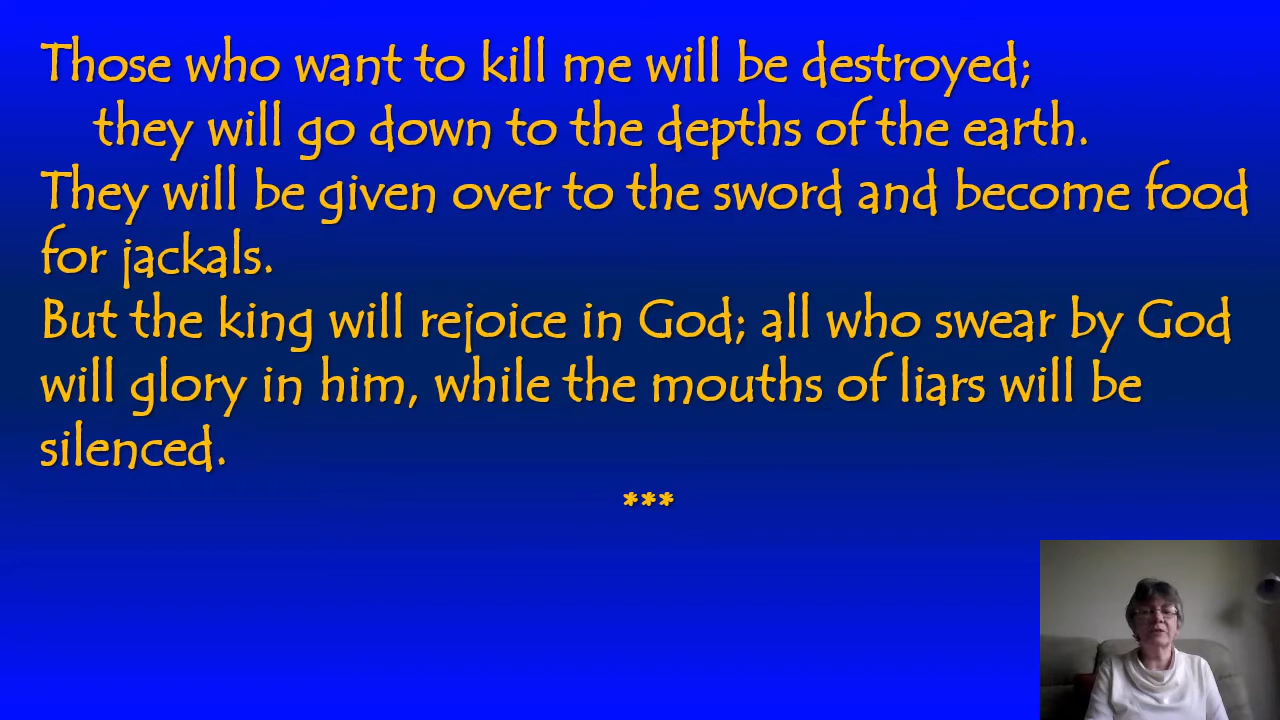 Those who want to kill me will be destroyed;
they will go down to the depths of the earth.
They will be given over to the sword and become food
for jackals.
But the king will rejoice in God; all who swear by God
will glory in him, while the mouths of liars will be
silenced.
***